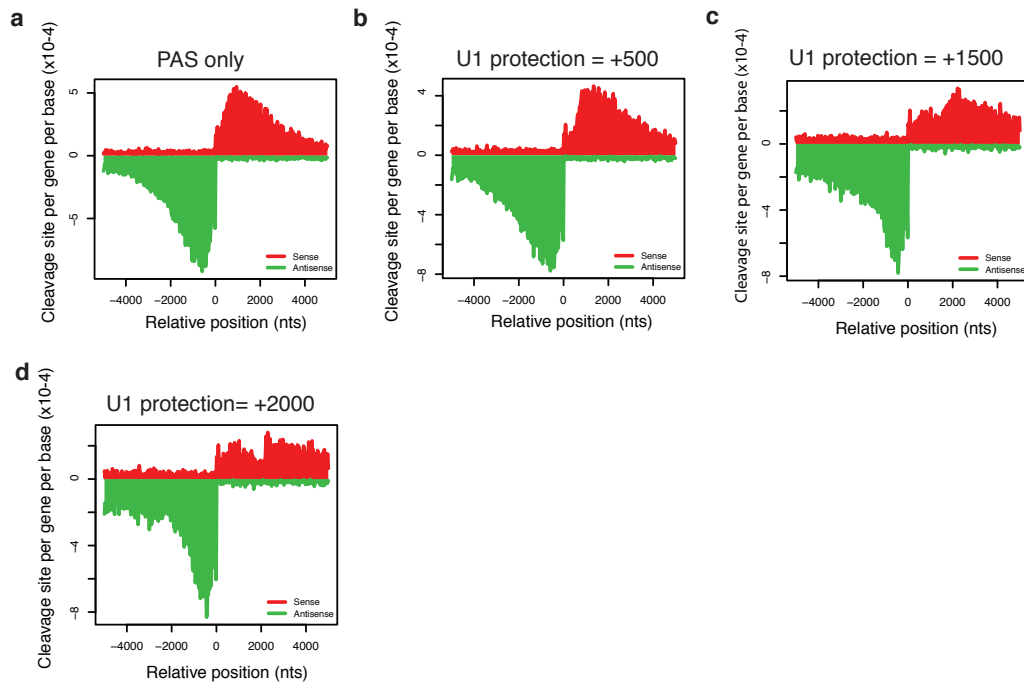 a
PAS only
Cleavage site per gene per base (x10-4)
5
0
-5
Sense
Antisense
-4000 -2000 0 2000 4000
Relative position (nts)
b
U1 protection = +500
Cleavage site per gene per base (x10-4)
4
0
-4
-8
Sense
Antisense
-4000 -2000 0 2000 4000
Relative position (nts)
c
U1 protection = +1500
Cleavage site per gene per base (x10-4)
0
-4
-8
Sense
Antisense
-4000 -2000 0 2000 4000
Relative position (nts)
d
U1 protection= +2000
Cleavage site per gene per base (x10-4)
0
-4
-8
Sense
Antisense
-4000 -2000 0 2000 4000
Relative position (nts)